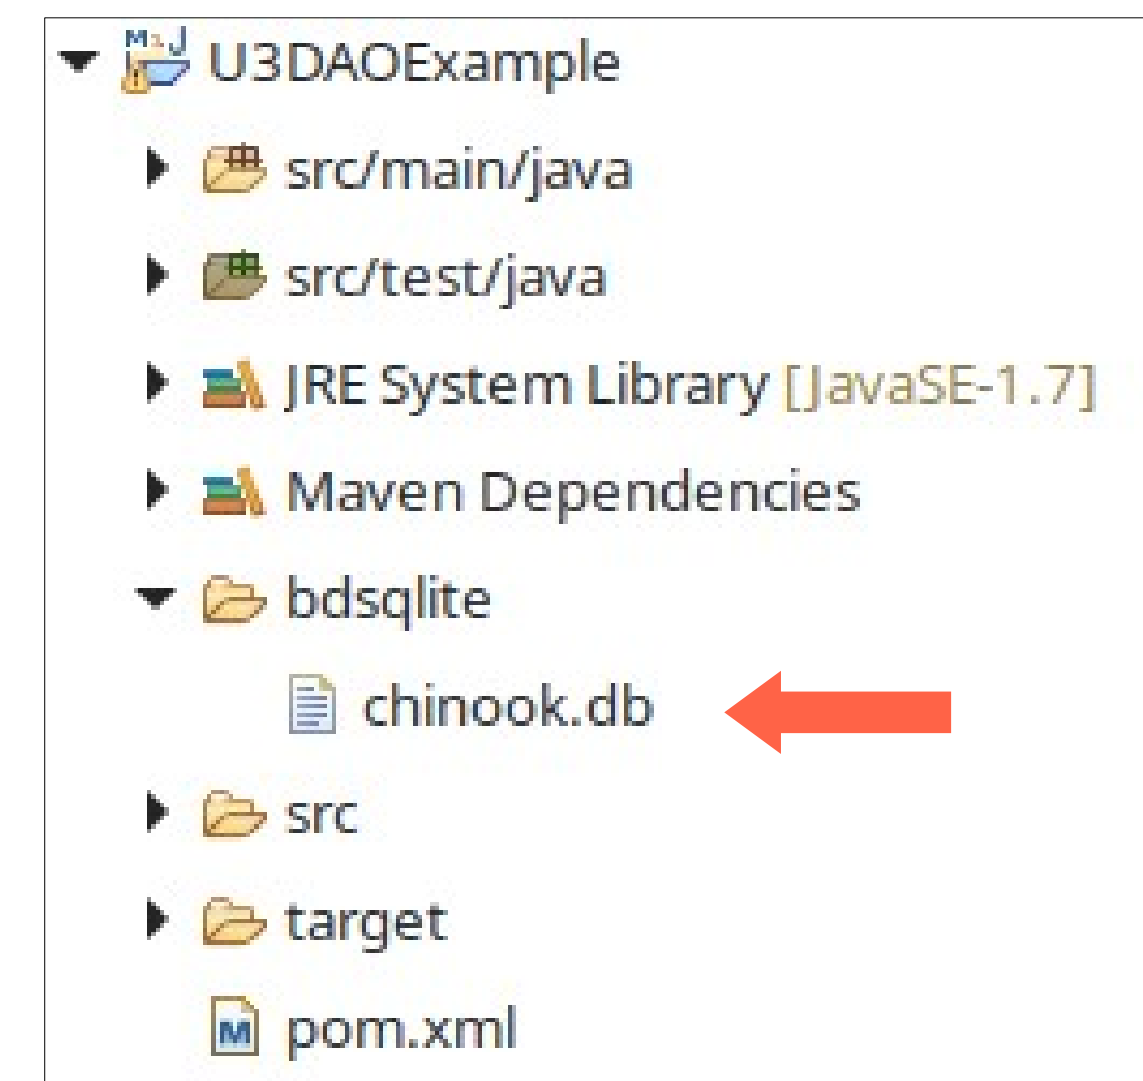 U3DAOExample
src/main/java
src/test/java
JRE System Library [JavaSE-1.7]
Maven Dependencies
bdsqlite
chinook.db
src
target
pom.xml